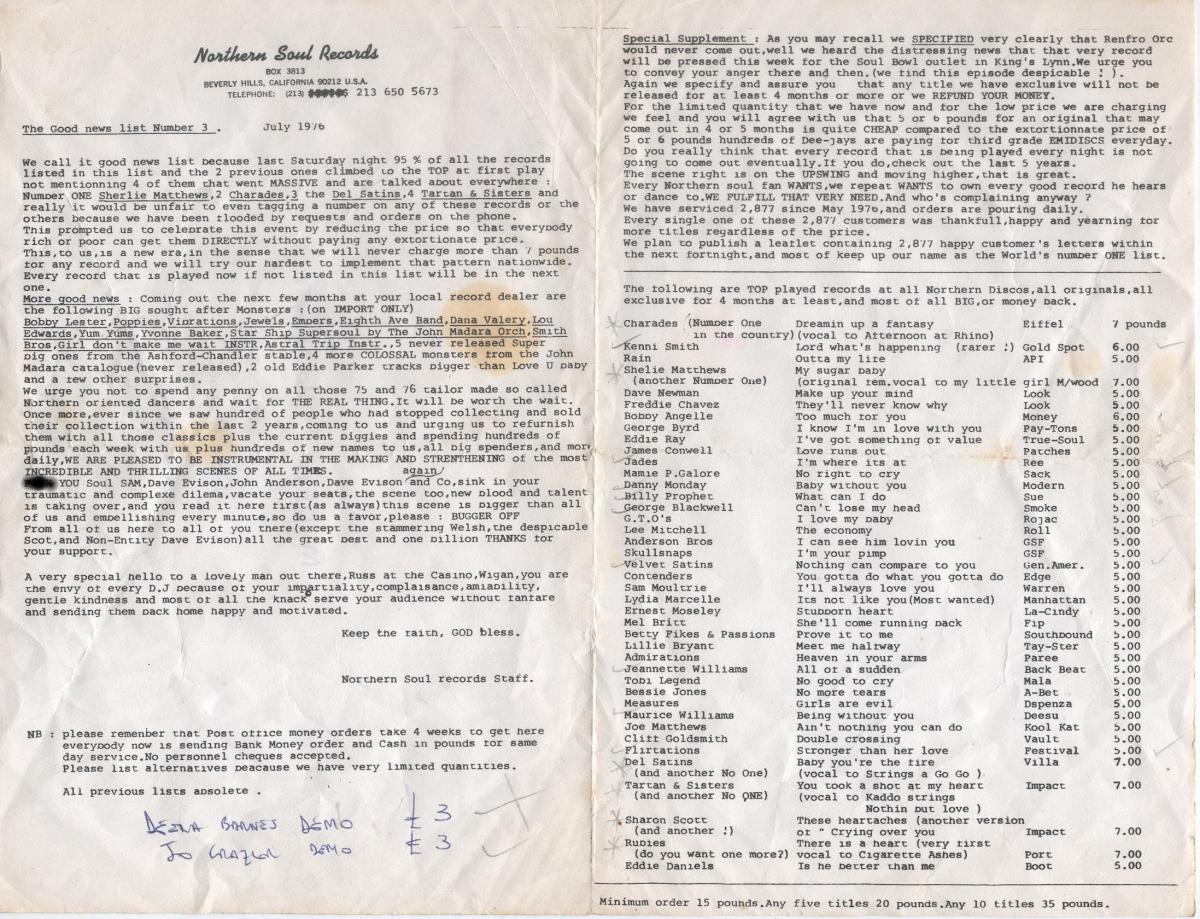 Northern Soul Records
BOX 3813
BEVERLY HILLS, CALIFORNIA 90212 U.S.A.
TELEPHONE: (213) 213 650 5673
The Good news list Number 3 . July 1976
We call it good news list because last Saturday night 95 % of all the records
listed in this list and the 2 previous ones climbed to the TOP at first play
not mentionning 4 of them that went MASSIVE and are talked about everywhere :
Number ONE Sherlie Matthews,2 Charades,3 the Del Satins,4 Tartan & Sisters and
really it would be unfair to even tagging a number on any of these records or the
others because we have been flooded by requests and orders on the phone.
This prompted us to celebrate this event by reducing the price so that everybody
rich or poor can get them DIRECTLY without paying any extortionate price.
This,to us,is a new era,in the sense that we will never charge more than 7 pounds
for any record and we will try our hardest to implement that pattern nationwide.
Every record that is played now if not listed in this list will be in the next
one.
More good news : Coming out the next few months at your local record dealer are
the following BIG sought after Monsters :(on IMPORT ONLY)
Bobby Lester,Poppies,Vibrations,Jewels,Empers,Eighth Ave Band,Dana Valery,Lou
Edwards,Yum Yums,Yvonne Baker,Star Ship Supersoul by The John Madara Orch,Smith
Bros,Girl don't make me wait INSTR,Astral Trip Instr.,5 never released Super
big ones from the Ashford-Chandler stable,4 more COLOSSAL monsters from the John
Madara catalogue(never released),2 old Eddie Parker tracks bigger than Love U baby
and a few other surprises.
We urge you not to spend any penny on all those 75 and 76 tailor made so called
Northern oriented dancers and wait for THE REAL THING.It will be worth the wait.
Once more,ever since we saw hundred of people who had stopped collecting and sold
their collection within the last 2 years,coming to us and urging us to refurnish
them with all those classics plus the current biggies and spending hundreds of
pounds each week with us plus hundreds of new names to us,all big spenders,and more
daily,WE ARE PLEASED TO BE INSTRUMENTAL IN THE MAKING AND STRENTHENING of the most
INCREDIBLE AND THRILLING SCENES OF ALL TIMES. again
YOU Soul SAM,Dave Evison,John Anderson,Dave Evison and Co,sink in your
traumatic and complexe dilema,vacate your seats,the scene too,new blood and talent
is taking over,and you read it here first(as always)this scene is bigger than all
of us and embellishing every minute,so do us a favor,please : BUGGER OFF
From all of us here to all of you there(except the stammering Welsh,the despicable
Scot,and Non-Entity Dave Evison)all the great best and one billion THANKS for
your support.
A very special hello to a lovely man out there,Russ at the Casino,Wigan,you are
the envy of every D.J because of your impartiality,complaisance,amiability,
gentle kindness and most of all the knack serve your audience without fanfare
and sending them back home happy and motivated.
Keep the faith, GOD bless.
Northern Soul records Staff.
NB : please remember that Post office money orders take 4 weeks to get here
everybody now is sending Bank Money order and Cash in pounds for same
day service.No personnel cheques accepted.
Please list alternatives beacause we have very limited quantities.
All previous lists absolete .
DEENA BARNES DEMO £3
JO GRAZIOR DEMO £3
Special Supplement : As you may recall we SPECIFIED very clearly that Renfro Orc
would never come out,well we heard the distressing news that that very record
will be pressed this week for the Soul Bowl outlet in King's Lynn.We urge you
to convey your anger there and then.(we find this episode despicable ! ).
Again we specify and assure you that any title we have exclusive will not be
released for at least 4 months or more or we REFUND YOUR MONEY.
For the limited quantity that we have now and for the low price we are charging
we feel and you will agree with us that 5 or 6 pounds for an original that may
come out in 4 or 5 months is quite CHEAP compared to the extortionnate price of
5 or 6 pounds hundreds of Dee-jays are paying for third grade EMIDISCS everyday.
Do you really think that every record that is being played every night is not
going to come out eventually.If you do,check out the last 5 years.
The scene right is on the UPSWING and moving higher,that is great.
Every Northern soul fan WANTS,we repeat WANTS to own every good record he hears
or dance to.WE FULFILL THAT VERY NEED.And who's complaining anyway ?
We have serviced 2,877 since May 1976,and orders are pouring daily.
Every single one of these 2,877 customers was thankfull,happy and yearning for
more titles regardless of the price.
We plan to publish a leaflet containing 2,877 happy customer's letters within
the next fortnight,and most of keep up our name as the World's number ONE list.
The following are TOP played records at all Northern Discos,all originals,all
exclusive for 4 months at least,and most of all BIG,or money back.
Charades (Number One Dreamin up a fantasy Eiffel 7 pounds
in the country)(vocal to Afternoon at Rhino)
Kenni Smith Lord what's happening (rarer !) Gold Spot 6.00
Rain Outta my life API 5.00
Shelie Matthews My sugar baby
(another Number One) (original rem.vocal to my little girl M/wood 7.00
Dave Newman Make up your mind Look 5.00
Freddie Chavez They'll never know why Look 5.00
Bobby Angelle Too much for you Money 6.00
George Byrd I know I'm in love with you Pay-Tons 5.00
Eddie Ray I've got something of value True-Soul 5.00
James Conwell Love runs out Patches 5.00
Jades I'm where its at Ree 5.00
Mamie P.Galore No right to cry Sack 5.00
Danny Monday Baby without you Modern 5.00
Billy Prophet What can I do Sue 5.00
George Blackwell Can't lose my head Smoke 5.00
G.T.O's I love my baby Rojac 5.00
Lee Mitchell The economy Roll 5.00
Anderson Bros I can see him lovin you GSF 5.00
Skullsnaps I'm your pimp GSF 5.00
Velvet Satins Nothing can compare to you Gen.Amer. 5.00
Contenders You gotta do what you gotta do Edge 5.00
Sam Moultrie I'll always love you Warren 5.00
Lydia Marcelle Its not like you(Most wanted) Manhattan 5.00
Ernest Moseley Stubborn heart La-Cindy 5.00
Mel Britt She'll come running back Fip 5.00
Betty Fikes & Passions Prove it to me Southbound 5.00
Lillie Bryant Meet me halfway Tay-Ster 5.00
Admirations Heaven in your arms Paree 5.00
Jeannette Williams All of a sudden Back Beat 5.00
Tobi Legend No good to cry Mala 5.00
Bessie Jones No more tears A-Bet 5.00
Measures Girls are evil Dspenza 5.00
Maurice Williams Being without you Deesu 5.00
Joe Matthews Ain't nothing you can do Kool Kat 5.00
Cliff Goldsmith Double crossing Vault 5.00
Flirtations Stronger than her love Festival 5.00
Del Satins Baby you're the fire Villa 7.00
(and another No One) (vocal to Strings a Go Go )
Tartan & Sisters You took a shot at my heart Impact 7.00
(and another No ONE) (vocal to Kaddo strings
Nothin but love )
Sharon Scott These heartaches (another version
(and another !) of " Crying over you Impact 7.00
Rubies There is a heart (very first
(do you want one more?) vocal to Cigarette Ashes) Port 7.00
Eddie Daniels Is he better than me Boot 5.00
Minimum order 15 pounds.Any five titles 20 pounds.Any 10 titles 35 pounds.